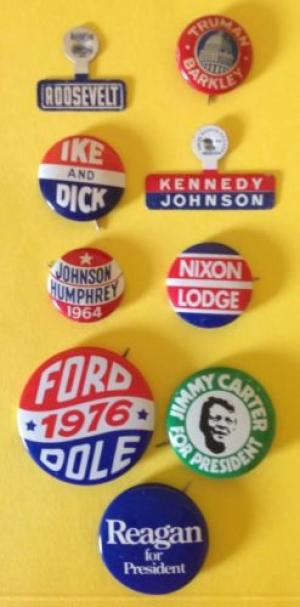 ROOSEVELT
TRUMAN
BARKLEY
IKE
AND
DICK
KENNEDY
JOHNSON
JOHNSON
HUMPHREY
1964
NIXON
LODGE
FORD
1976
DOLE
JIMMY CARTER
FOR PRESIDENT
Reagan
for
President